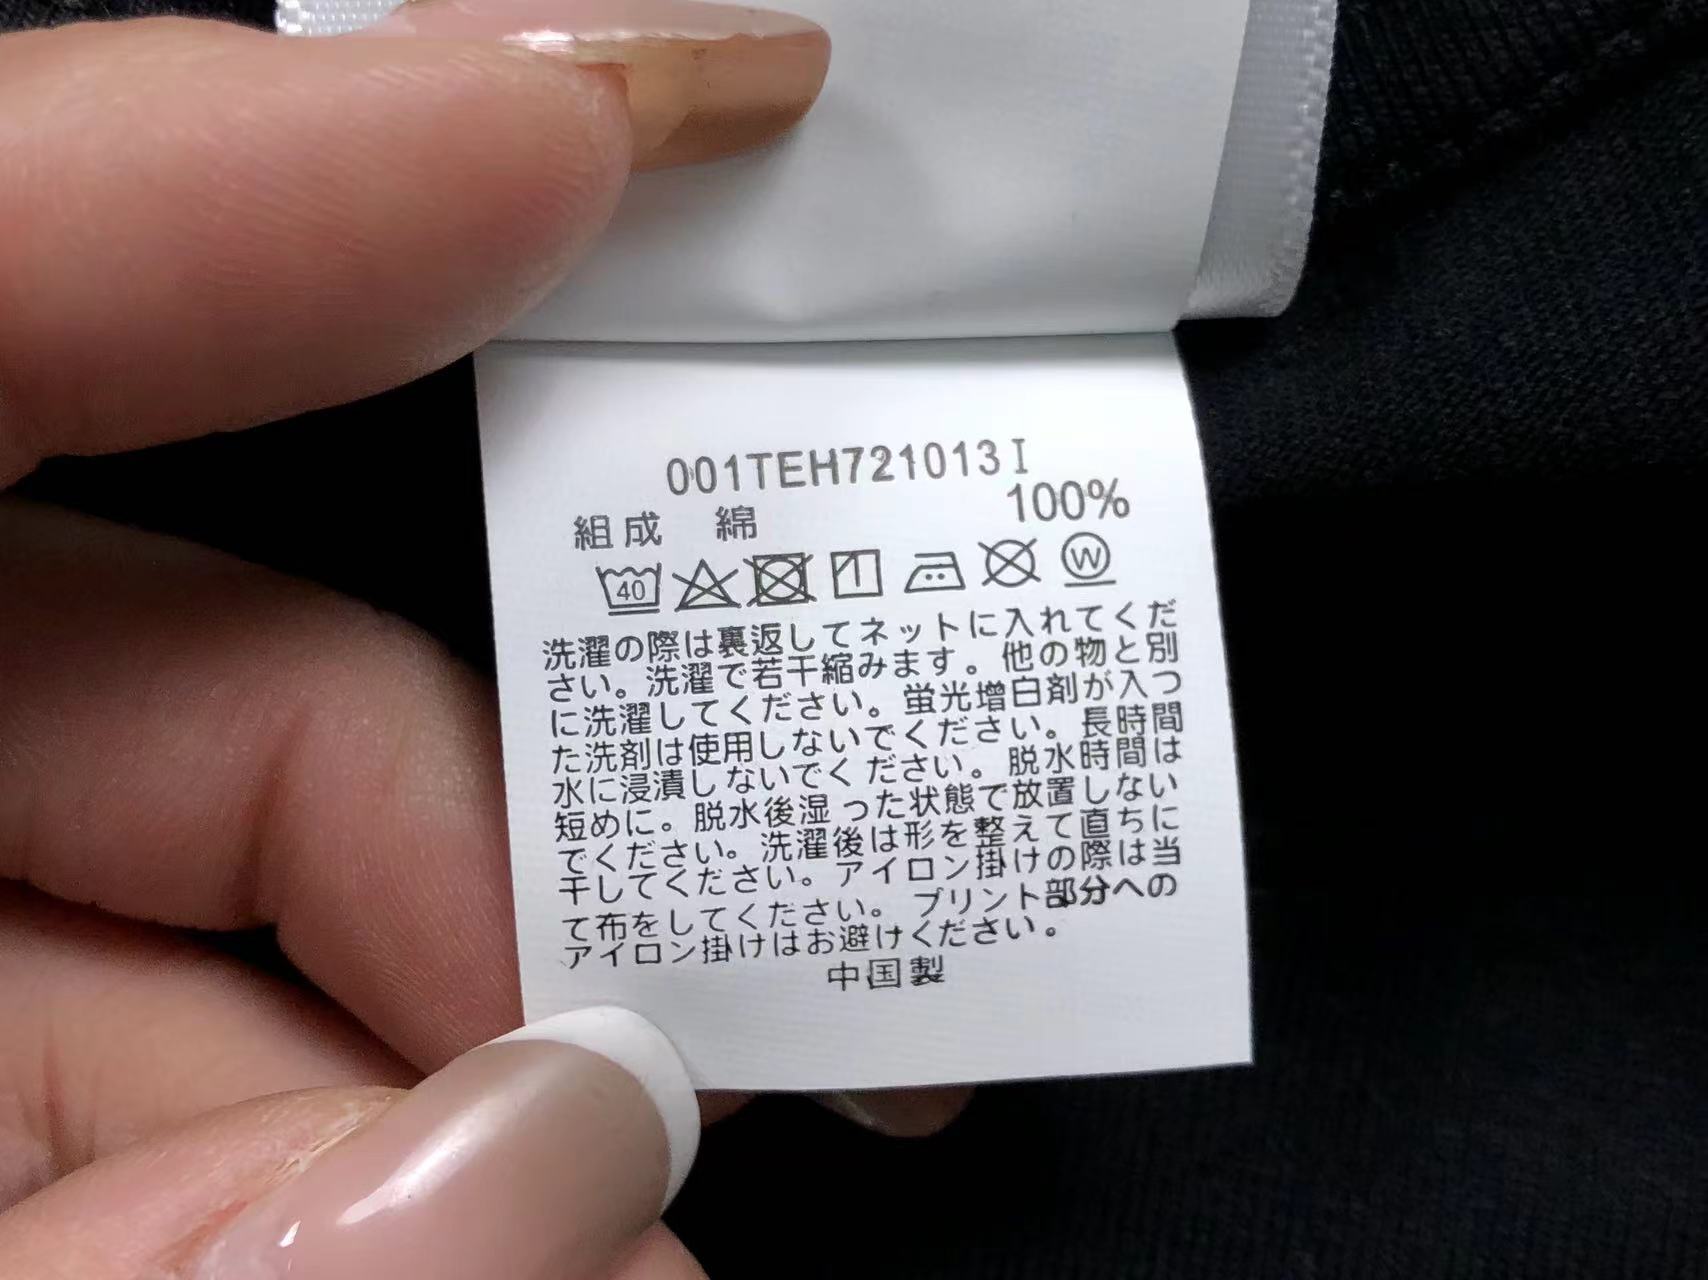 001TEH721013I
組成 綿 100%
40 W
洗濯の際は裏返してネットに入れてくだ
さい。洗濯で若干縮みます。他の物と別
に洗濯してください。蛍光増白剤が入つ
た洗剤は使用しないでください。長時間
水に浸漬しないでください。脱水時間は
短めに。脱水後湿った状態で放置しない
でください。洗濯後は形を整えて直ちに
干してください。アイロン掛けの際は当
て布をしてください。プリント部分への
アイロン掛けはお避けください。
中国製